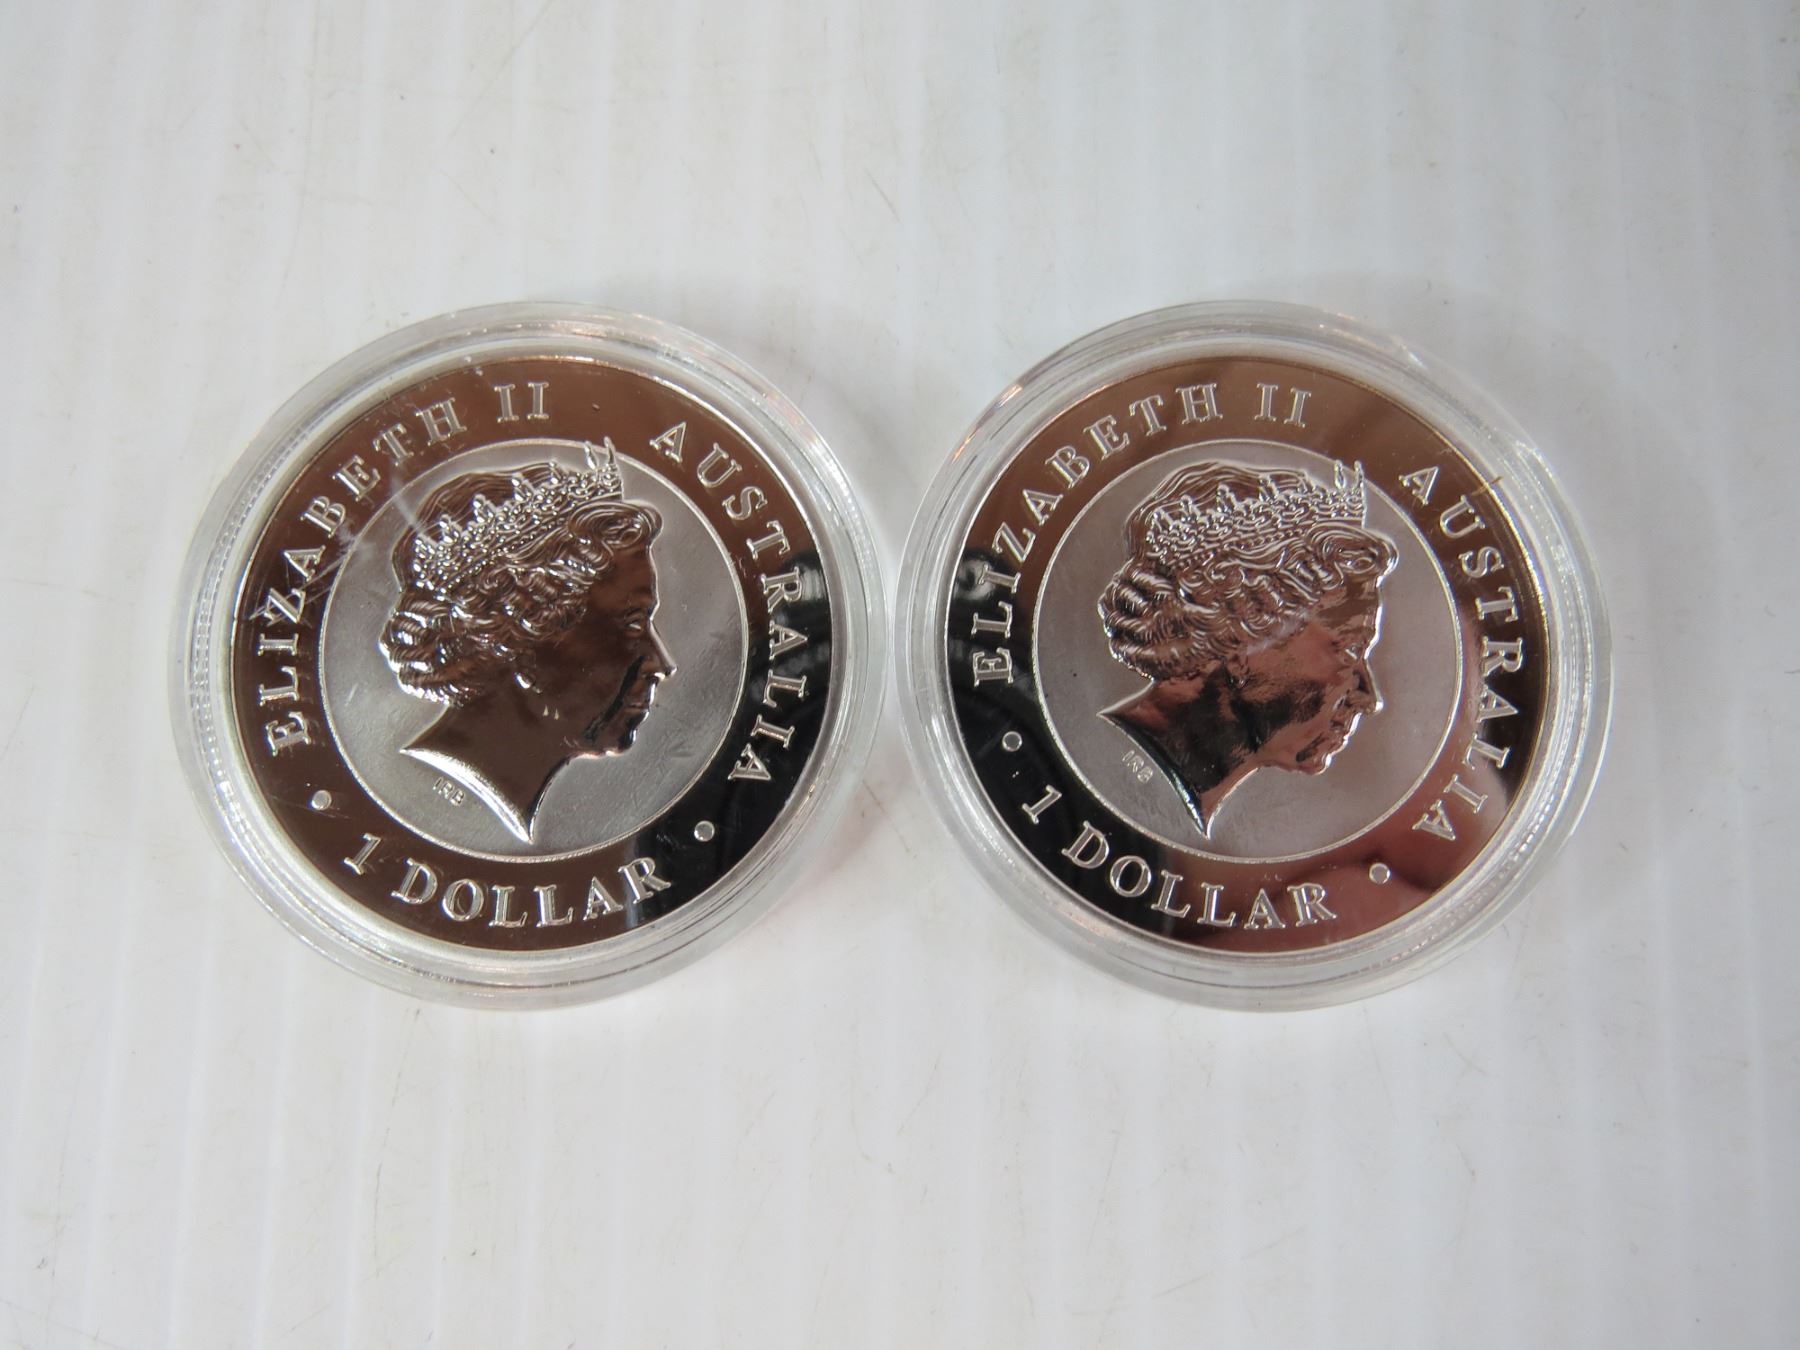 ELIZABETH II AUSTRALIA
• 1 DOLLAR •
IRB
ELIZABETH II AUSTRALIA
• 1 DOLLAR •
IRB